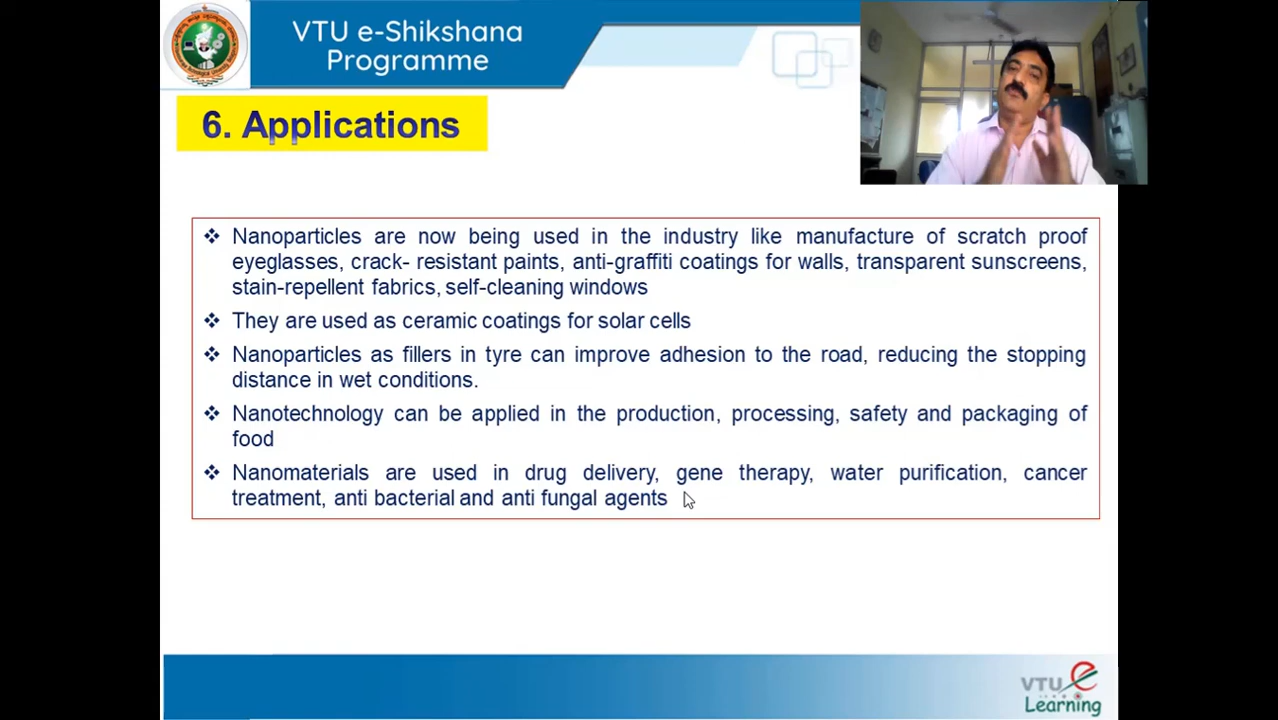 VTU e-Shikshana
Programme
6. Applications
❖ Nanoparticles are now being used in the industry like manufacture of scratch proof
eyeglasses, crack- resistant paints, anti-graffiti coatings for walls, transparent sunscreens,
stain-repellent fabrics, self-cleaning windows
❖ They are used as ceramic coatings for solar cells
❖ Nanoparticles as fillers in tyre can improve adhesion to the road, reducing the stopping
distance in wet conditions.
❖ Nanotechnology can be applied in the production, processing, safety and packaging of
food
❖ Nanomaterials are used in drug delivery, gene therapy, water purification, cancer
treatment, anti bacterial and anti fungal agents
VTU e
Learning